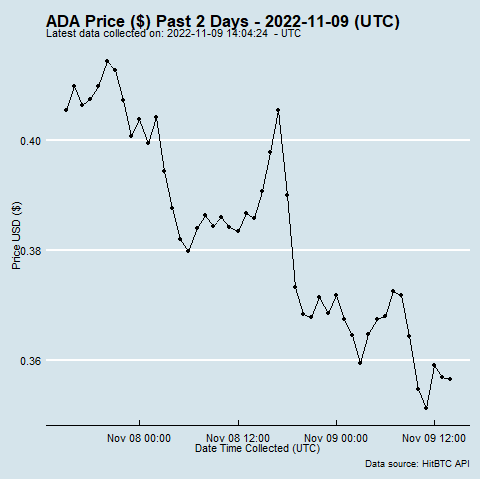 ADA Price ($) Past 2 Days - 2022-11-09 (UTC)
Latest data collected on: 2022-11-09 14:04:24 - UTC
0.40
0.38
0.36
Price USD ($)
Nov 08 00:00 Nov 08 12:00 Nov 09 00:00 Nov 09 12:00
Date Time Collected (UTC)
Data source: HitBTC API